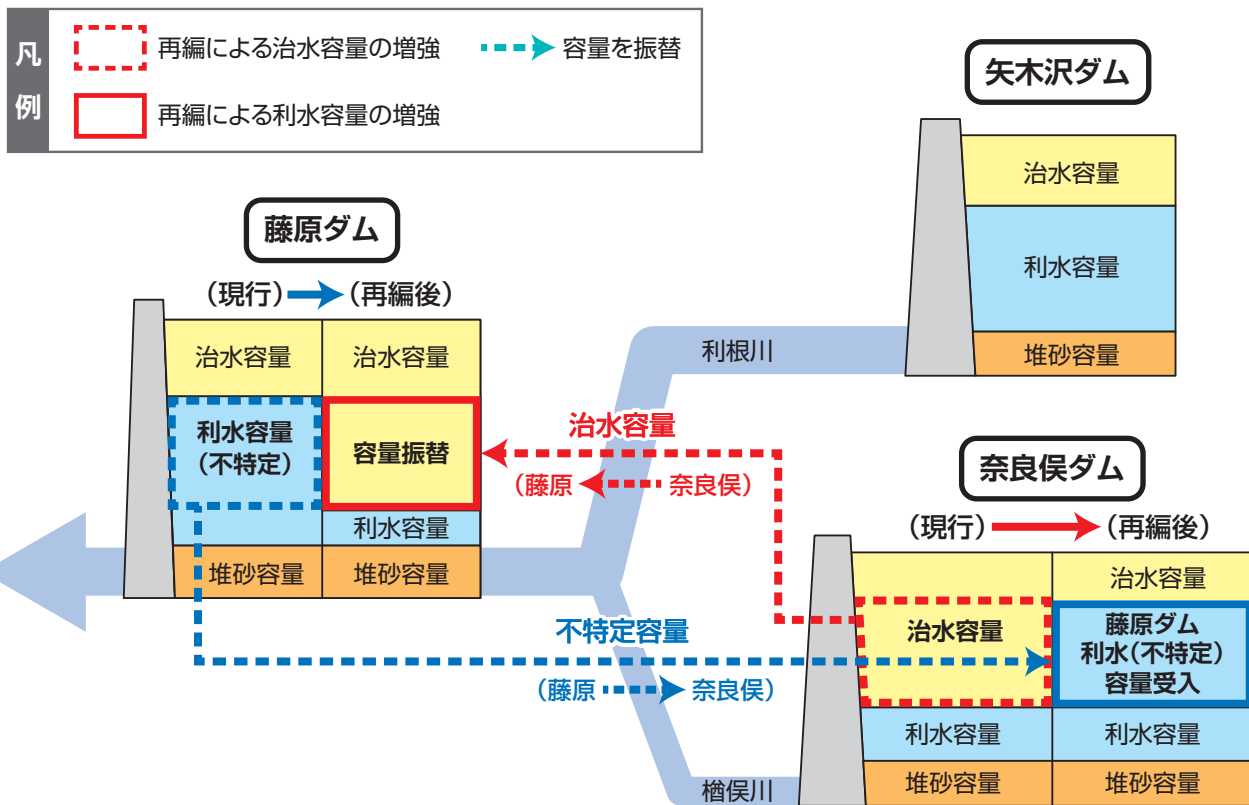 凡例
再編による治水容量の増強
容量を振替
再編による利水容量の増強
矢木沢ダム
治水容量
利水容量
堆砂容量
藤原ダム
(現行)
(再編後)
治水容量
治水容量
利水容量
(不特定)
容量振替
利水容量
堆砂容量
堆砂容量
利根川
治水容量
(藤原
奈良俣)
奈良俣ダム
(現行)
(再編後)
治水容量
治水容量
藤原ダム
利水(不特定)
容量受入
不特定容量
(藤原
奈良俣)
利水容量
利水容量
堆砂容量
堆砂容量
楢俣川